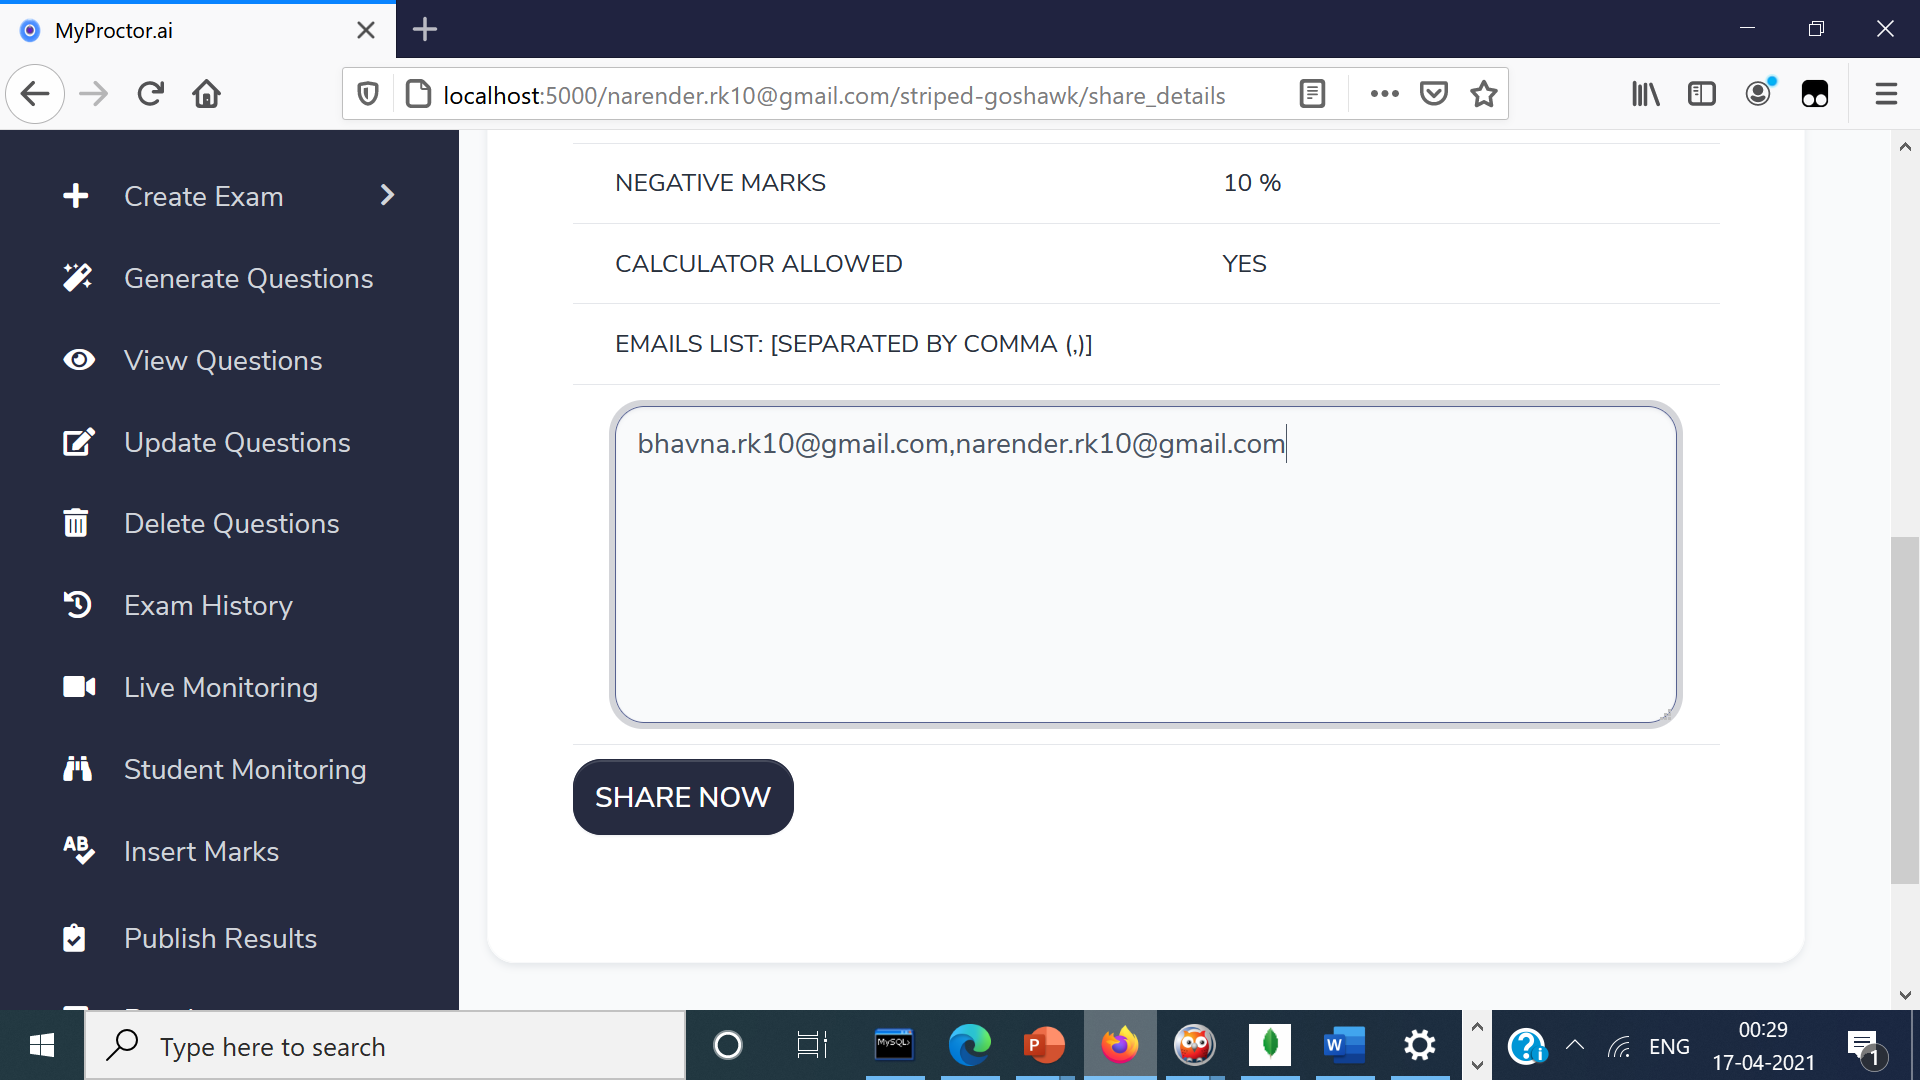 MyProctor.ai
localhost:5000/narender.rk10@gmail.com/striped-goshawk/share_details
Create Exam
Generate Questions
View Questions
Update Questions
Delete Questions
Exam History
Live Monitoring
Student Monitoring
AB Insert Marks
Publish Results
NEGATIVE MARKS 10 %
CALCULATOR ALLOWED YES
EMAILS LIST: [SEPARATED BY COMMA (,)]
bhavna.rk10@gmail.com,narender.rk10@gmail.com
SHARE NOW
Type here to search
MySQL>
P
W
ENG
00:29
17-04-2021
1